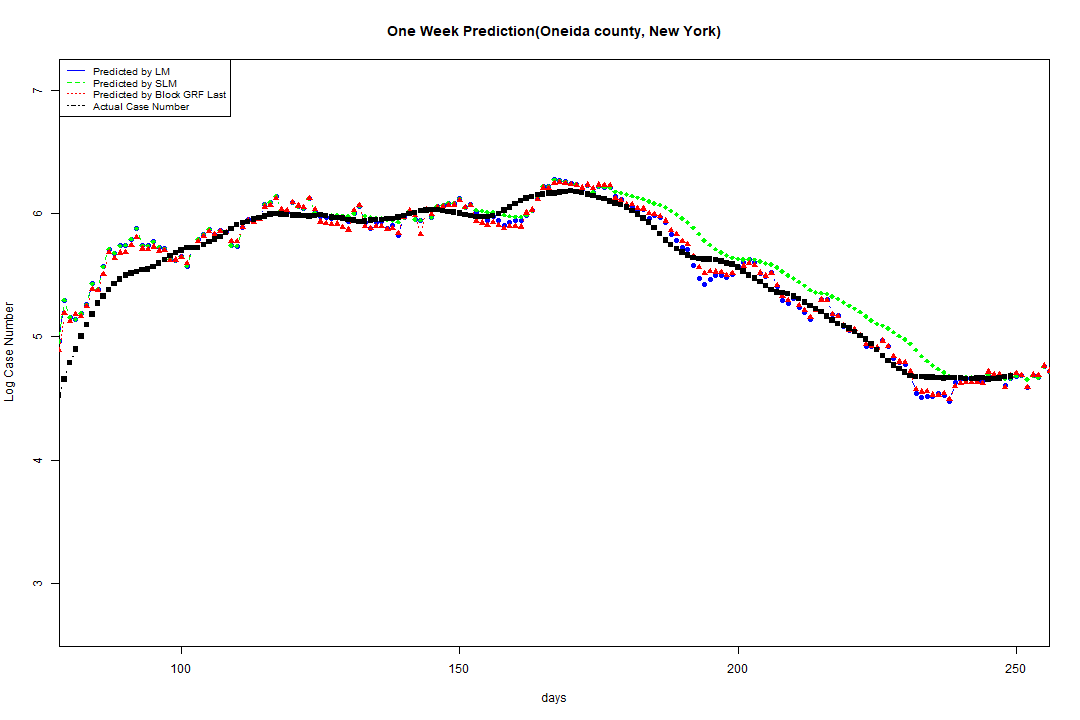 One Week Prediction(Oneida county, New York)
Predicted by LM
Predicted by SLM
Predicted by Block GRF Last
Actual Case Number
7
6
5
4
3
Log Case Number
100
150
200
250
days